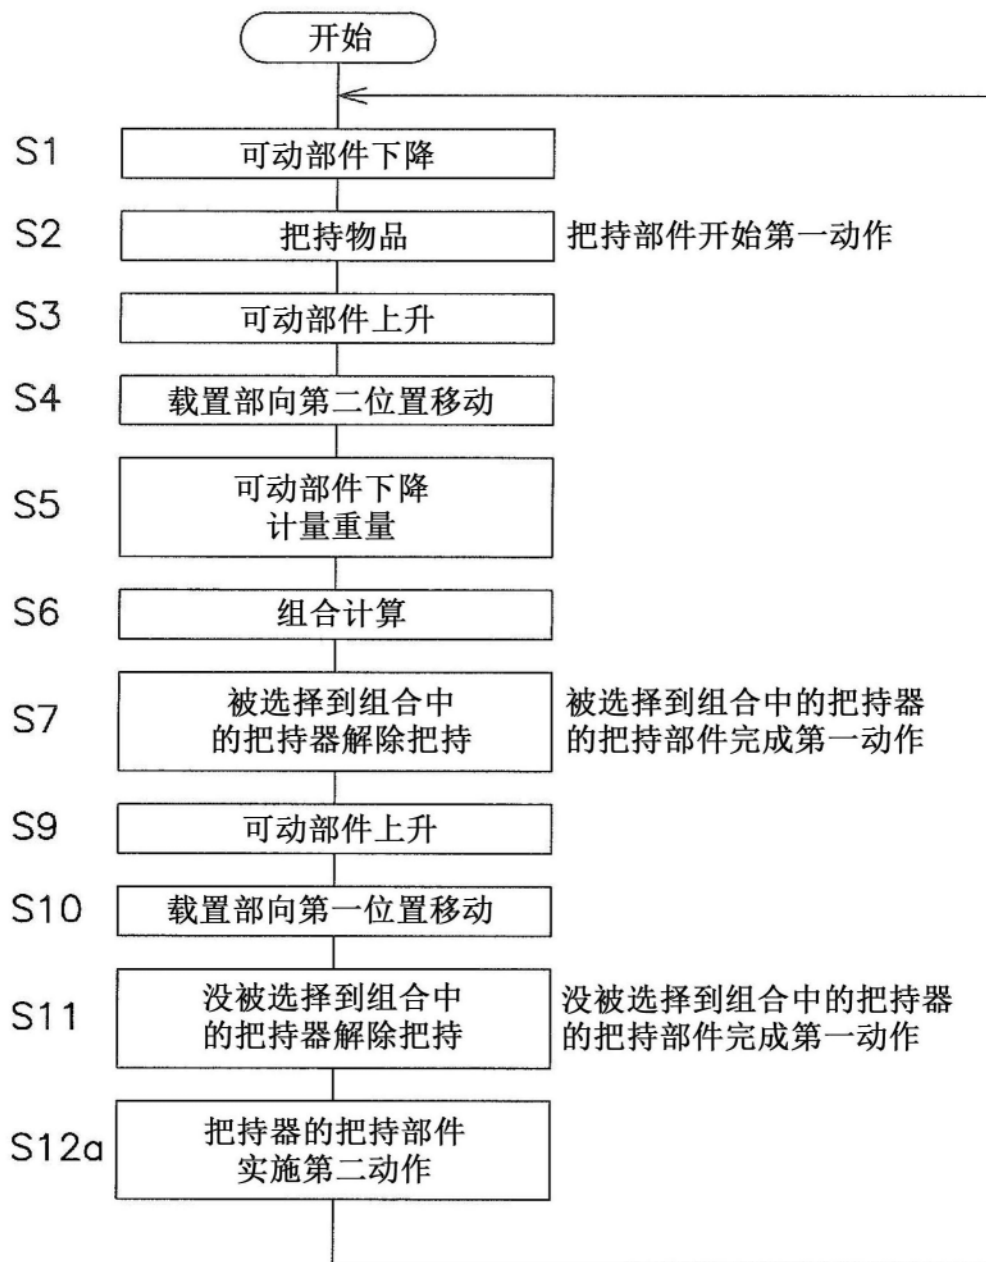 开始
S1
可动部件下降
S2
把持物品
把持部件开始第一动作
S3
可动部件上升
S4
载置部向第二位置移动
S5
可动部件下降
计量重量
S6
组合计算
S7
被选择到组合中
的把持器解除把持
被选择到组合中的把持器
的把持部件完成第一动作
S9
可动部件上升
S10
载置部向第一位置移动
S11
没被选择到组合中
的把持器解除把持
没被选择到组合中的把持器
的把持部件完成第一动作
S12a
把持器的把持部件
实施第二动作